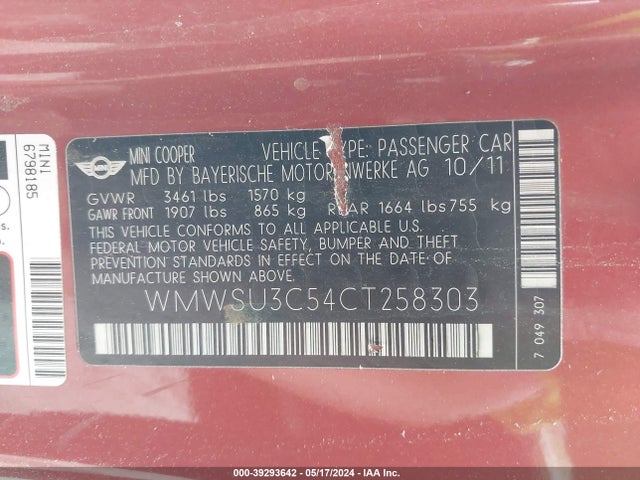 MINI COOPER VEHICLE TYPE: PASSENGER CAR
MFD BY BAYERISCHE MOTORENWERKE AG 10/11
GVWR 3461 lbs 1570 kg
GAWR FRONT 1907 lbs 865 kg REAR 1664 lbs 755 kg
THIS VEHICLE CONFORMS TO ALL APPLICABLE U.S.
FEDERAL MOTOR VEHICLE SAFETY, BUMPER AND THEFT
PREVENTION STANDARDS IN EFFECT ON THE DATE OF
MANUFACTURE SHOWN ABOVE.
WMWSU3C54CT258303
7 049 307
MINI
6798185
000-39293642 - 05/17/2024 - IAA Inc.